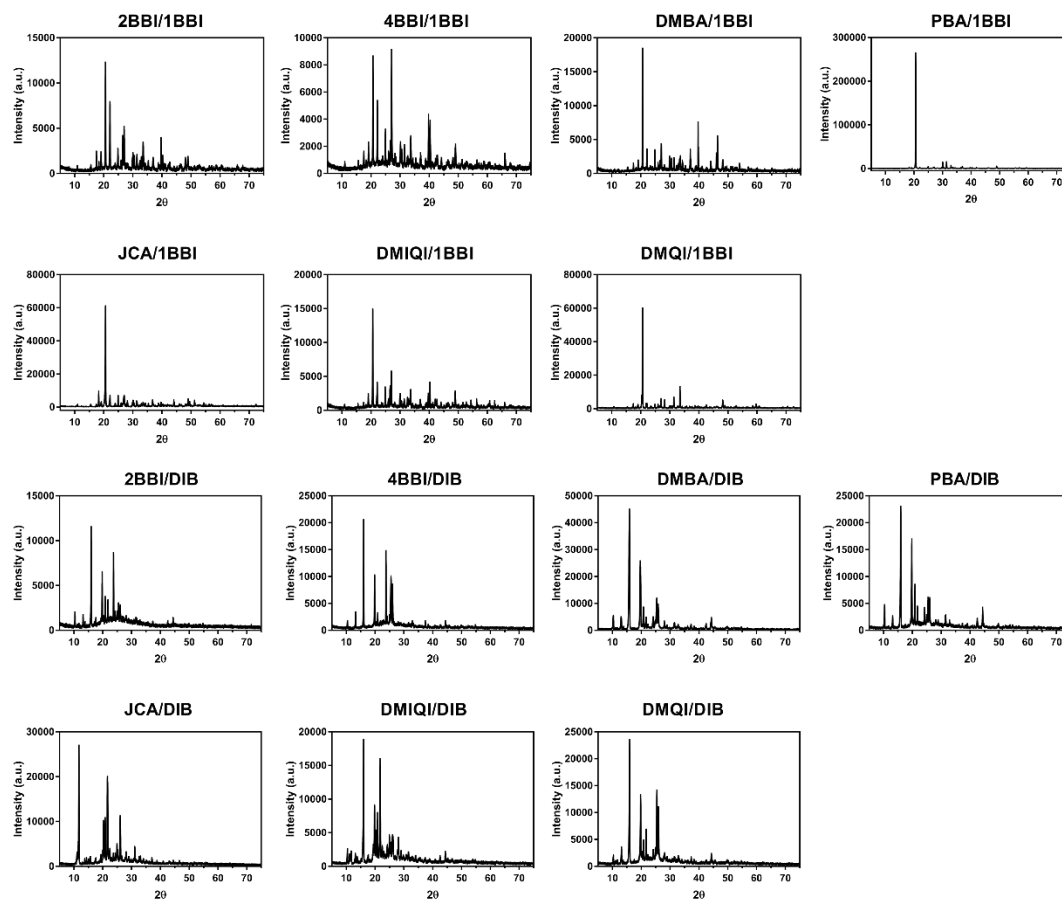 2BBI/1BBI 4BBI/1BBI DMBA/1BBI PBA/1BBI
15000 10000 20000 300000
Intensity (a.u.) Intensity (a.u.) Intensity (a.u.) Intensity (a.u.)
10000 15000 200000
5000 5000 10000 100000
5000
0 0 0 0
10 20 30 40 50 60 70 10 20 30 40 50 60 70 10 20 30 40 50 60 70 10 20 30 40 50 60 70
2θ 2θ 2θ 2θ
JCA/1BBI DMIQI/1BBI DMQI/1BBI
80000 20000 80000
Intensity (a.u.) Intensity (a.u.) Intensity (a.u.)
60000 15000 60000
40000 10000 40000
20000 5000 20000
0 0 0
10 20 30 40 50 60 70 10 20 30 40 50 60 70 10 20 30 40 50 60 70
2θ 2θ 2θ
2BBI/DIB 4BBI/DIB DMBA/DIB PBA/DIB
15000 25000 50000 25000
Intensity (a.u.) Intensity (a.u.) Intensity (a.u.) Intensity (a.u.)
20000 40000 20000
10000 15000 30000 15000
5000 10000 20000 10000
5000 10000 5000
0 0 0 0
10 20 30 40 50 60 70 10 20 30 40 50 60 70 10 20 30 40 50 60 70 10 20 30 40 50 60 70
2θ 2θ 2θ 2θ
JCA/DIB DMIQI/DIB DMQI/DIB
30000 20000 25000
Intensity (a.u.) Intensity (a.u.) Intensity (a.u.)
20000 15000 20000
10000 10000 15000
5000 10000
5000
0 0 0
10 20 30 40 50 60 70 10 20 30 40 50 60 70 10 20 30 40 50 60 70
2θ 2θ 2θ